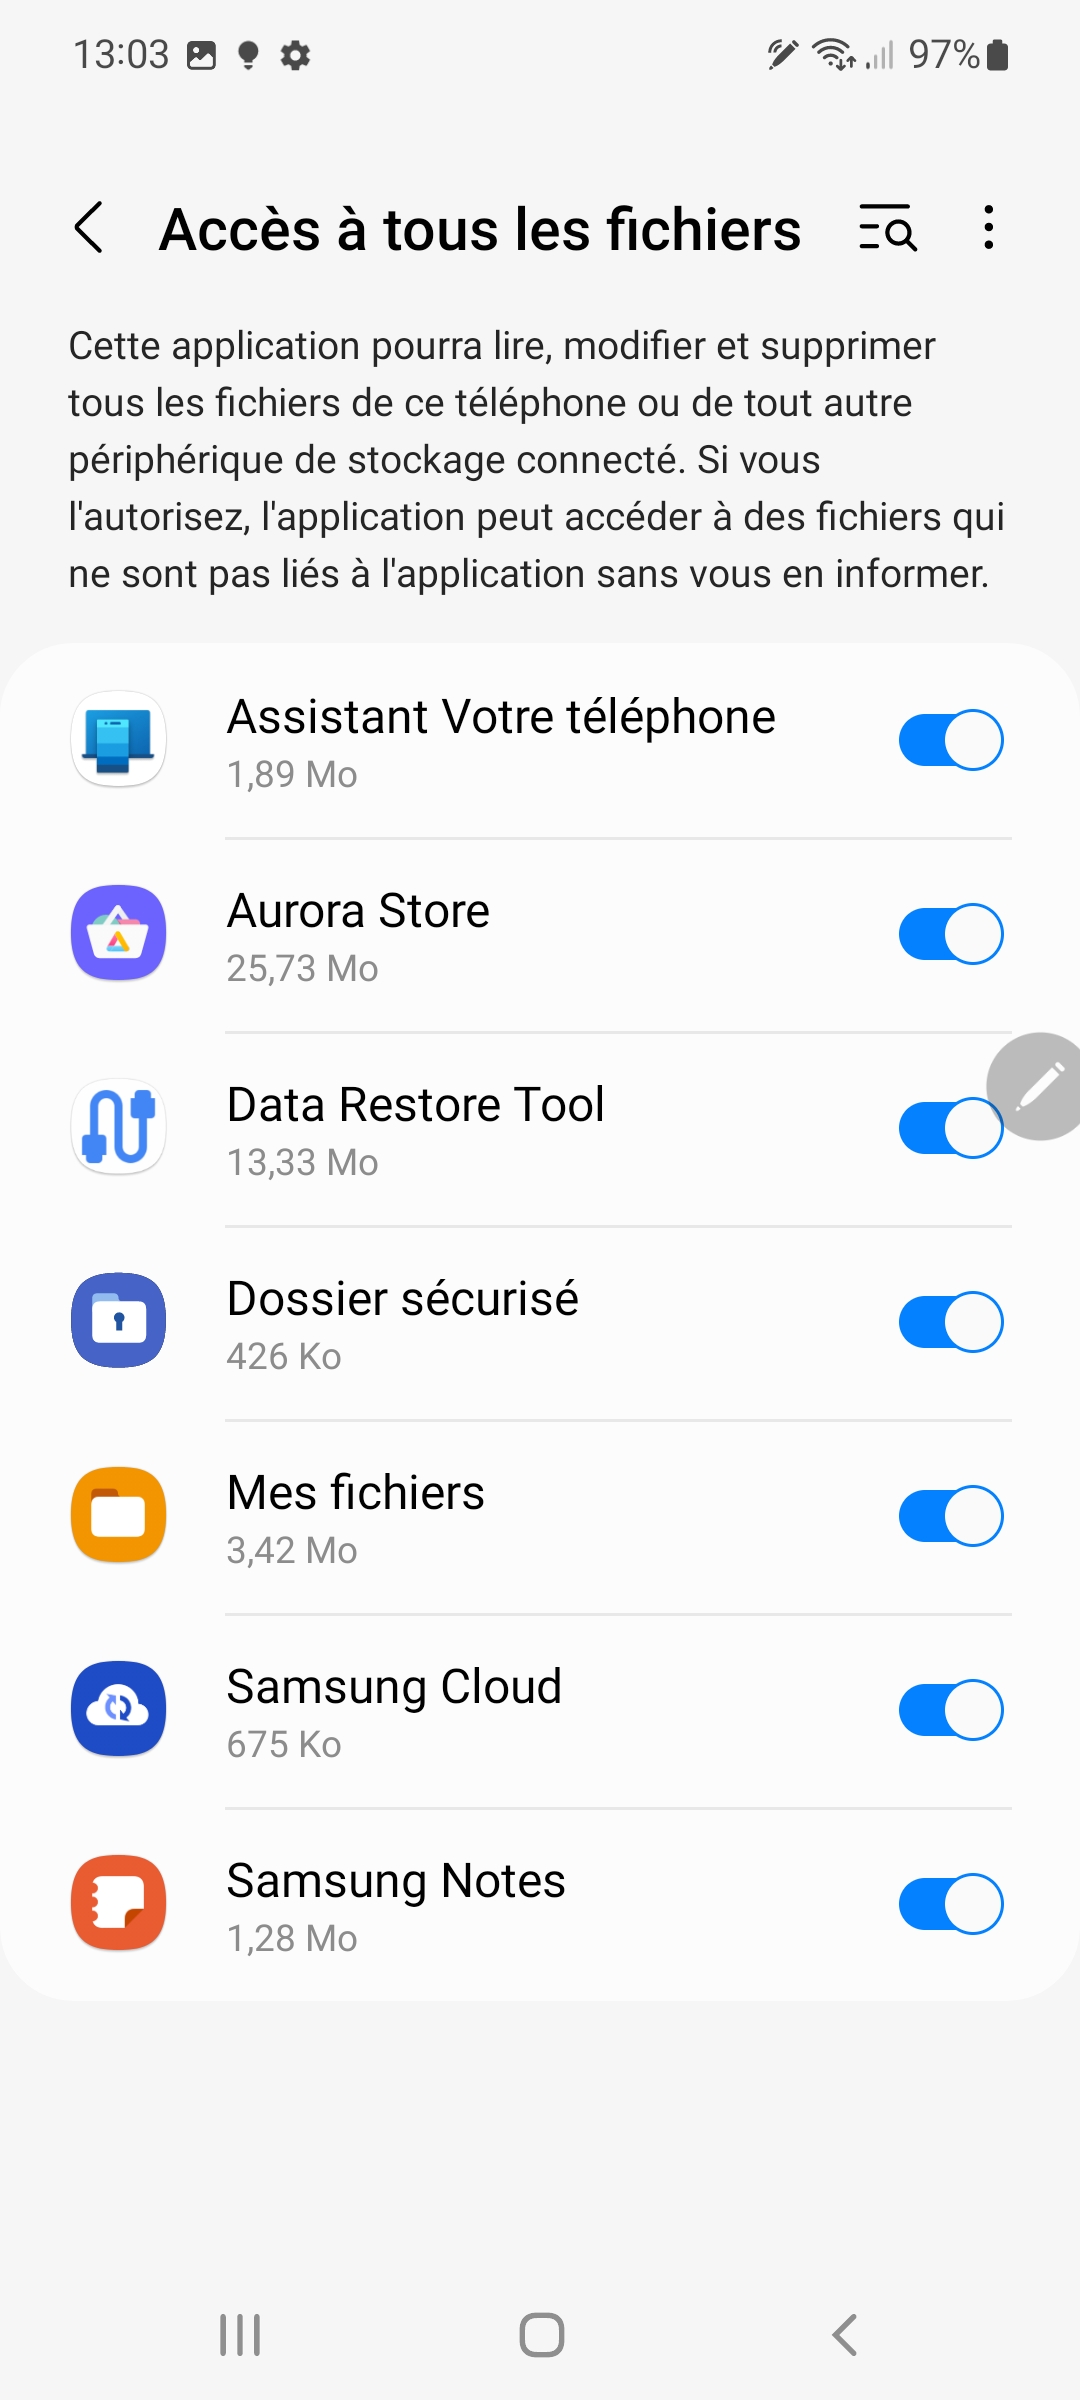 13:03
97%
Accès à tous les fichiers
Cette application pourra lire, modifier et supprimer
tous les fichiers de ce téléphone ou de tout autre
périphérique de stockage connecté. Si vous
l'autorisez, l'application peut accéder à des fichiers qui
ne sont pas liés à l'application sans vous en informer.
Assistant Votre téléphone
1,89 Mo
Aurora Store
25,73 Mo
Data Restore Tool
13,33 Mo
Dossier sécurisé
426 Ko
Mes fichiers
3,42 Mo
Samsung Cloud
675 Ko
Samsung Notes
1,28 Mo